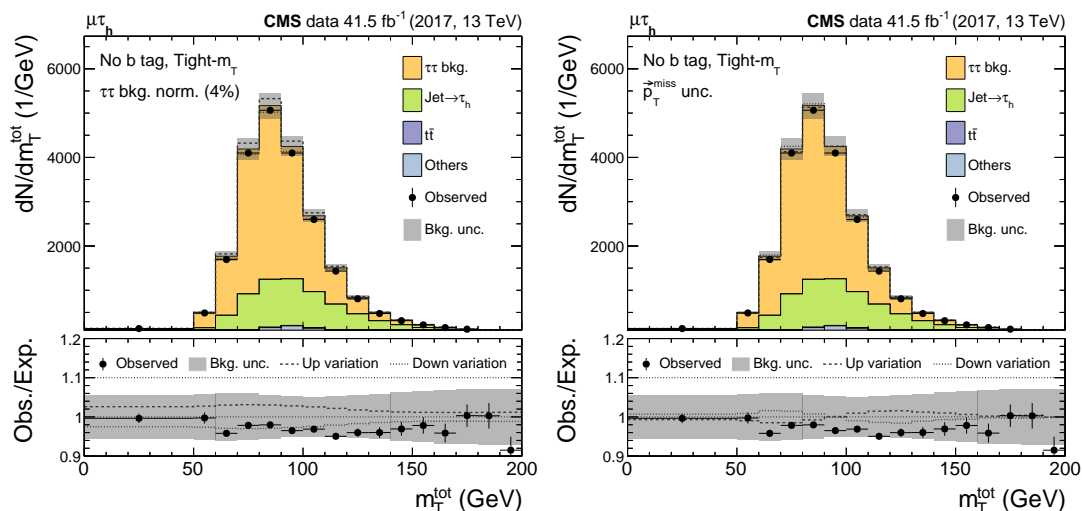 μτh CMS data 41.5 fb⁻¹ (2017, 13 TeV)
dN/dmTtot (1/GeV)
6000
4000
2000
No b tag, Tight-mT
ττ bkg. norm. (4%)
ττ bkg.
Jet→τh
tt̄
Others
Observed
Bkg. unc.
Obs./Exp.
1.2
1.1
1
0.9
Observed Bkg. unc. Up variation Down variation
0 50 100 150 200
mTtot (GeV)
μτh CMS data 41.5 fb⁻¹ (2017, 13 TeV)
dN/dmTtot (1/GeV)
6000
4000
2000
No b tag, Tight-mT
p⃗Tmiss unc.
ττ bkg.
Jet→τh
tt̄
Others
Observed
Bkg. unc.
Obs./Exp.
1.2
1.1
1
0.9
Observed Bkg. unc. Up variation Down variation
0 50 100 150 200
mTtot (GeV)